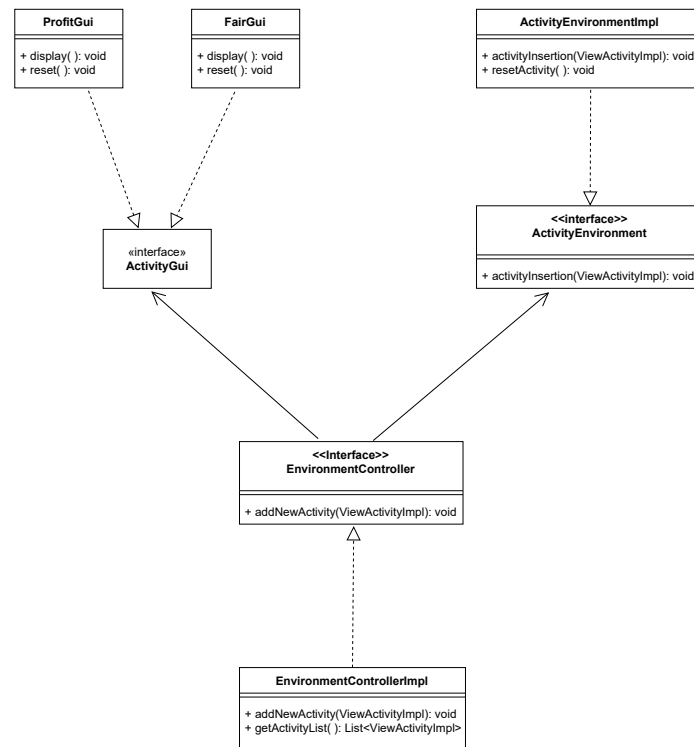 ProfitGui
+ display( ): void
+ reset( ): void
FairGui
+ display( ): void
+ reset( ): void
ActivityEnvironmentImpl
+ activityInsertion(ViewActivityImpl): void
+ resetActivity( ): void
«interface»
ActivityGui
<<interface>>
ActivityEnvironment
+ activityInsertion(ViewActivityImpl): void
<<Interface>>
EnvironmentController
+ addNewActivity(ViewActivityImpl): void
EnvironmentControllerImpl
+ addNewActivity(ViewActivityImpl): void
+ getActivityList( ): List<ViewActivityImpl>